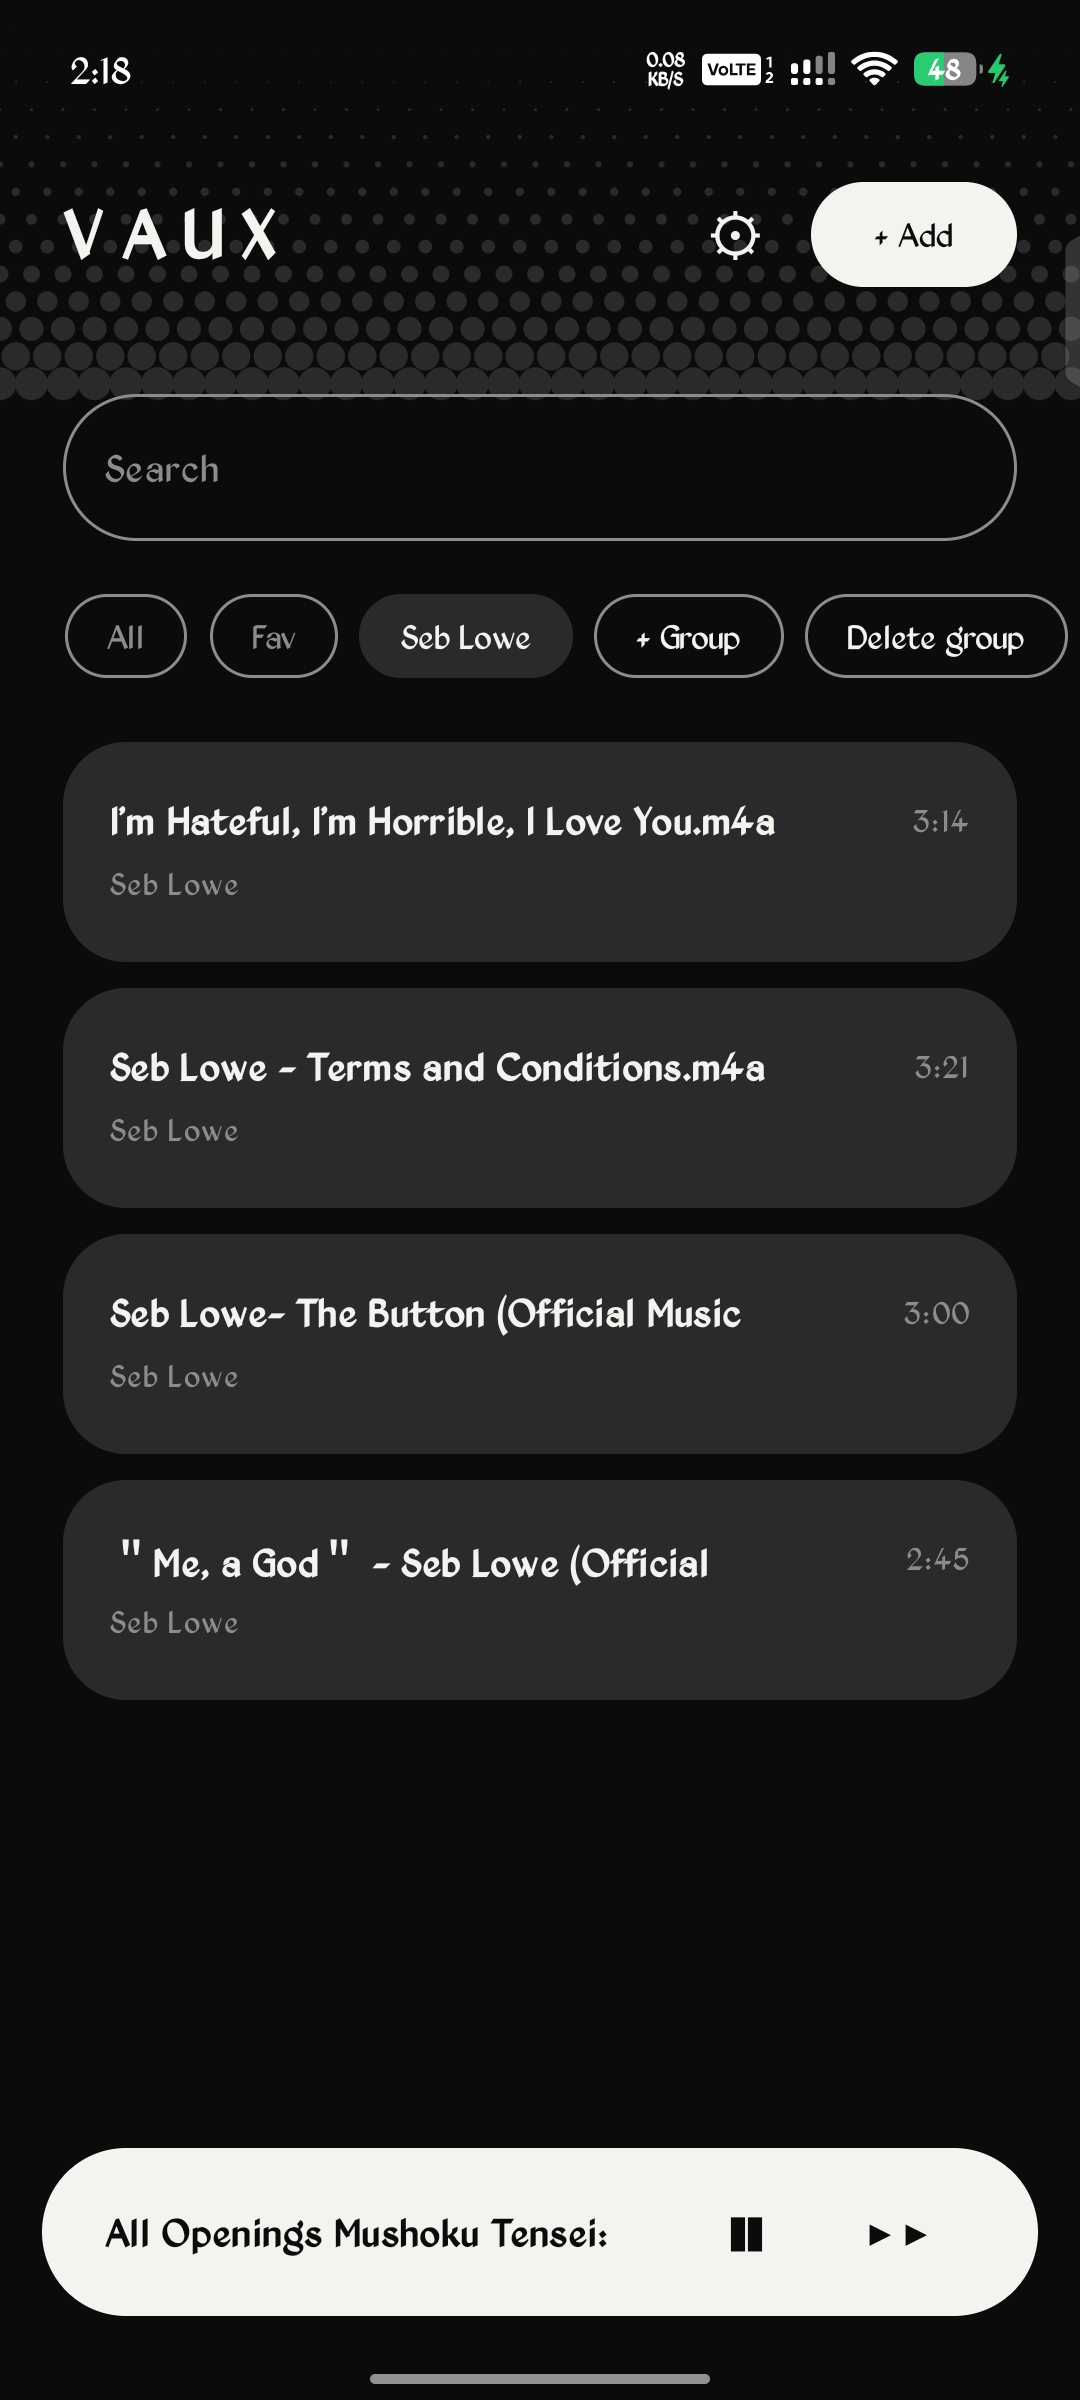 2:18
0.08 KB/S VoLTE 1 2 48
VAUX
+ Add
Search
All Fav Seb Lowe + Group Delete group
I'm Hateful, I'm Horrible, I Love You.m4a 3:14
Seb Lowe
Seb Lowe - Terms and Conditions.m4a 3:21
Seb Lowe
Seb Lowe- The Button (Official Music 3:00
Seb Lowe
"Me, a God" - Seb Lowe (Official 2:45
Seb Lowe
All Openings Mushoku Tensei: